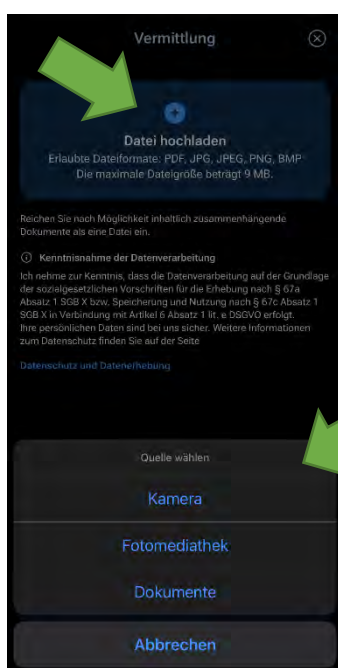 Vermittlung
Datei hochladen
Erlaubte Dateiformate: PDF, JPG, JPEG, PNG, BMP
Die maximale Dateigröße beträgt 9 MB.
Reichen Sie nach Möglichkeit inhaltlich zusammenhängende
Dokumente als eine Datei ein.
Kenntnisnahme der Datenverarbeitung
Ich nehme zur Kenntnis, dass die Datenverarbeitung auf der Grundlage
der sozialgesetzlichen Vorschriften für die Erhebung nach § 67a
Absatz 1 SGB X bzw. Speicherung und Nutzung nach § 67c Absatz 1
SGB X in Verbindung mit Artikel 6 Absatz 1 lit. e DSGVO erfolgt.
Ihre persönlichen Daten sind bei uns sicher. Weitere Informationen
zum Datenschutz finden Sie auf der Seite
Datenschutz und Datenerhebung
Quelle wählen
Kamera
Fotomediathek
Dokumente
Abbrechen